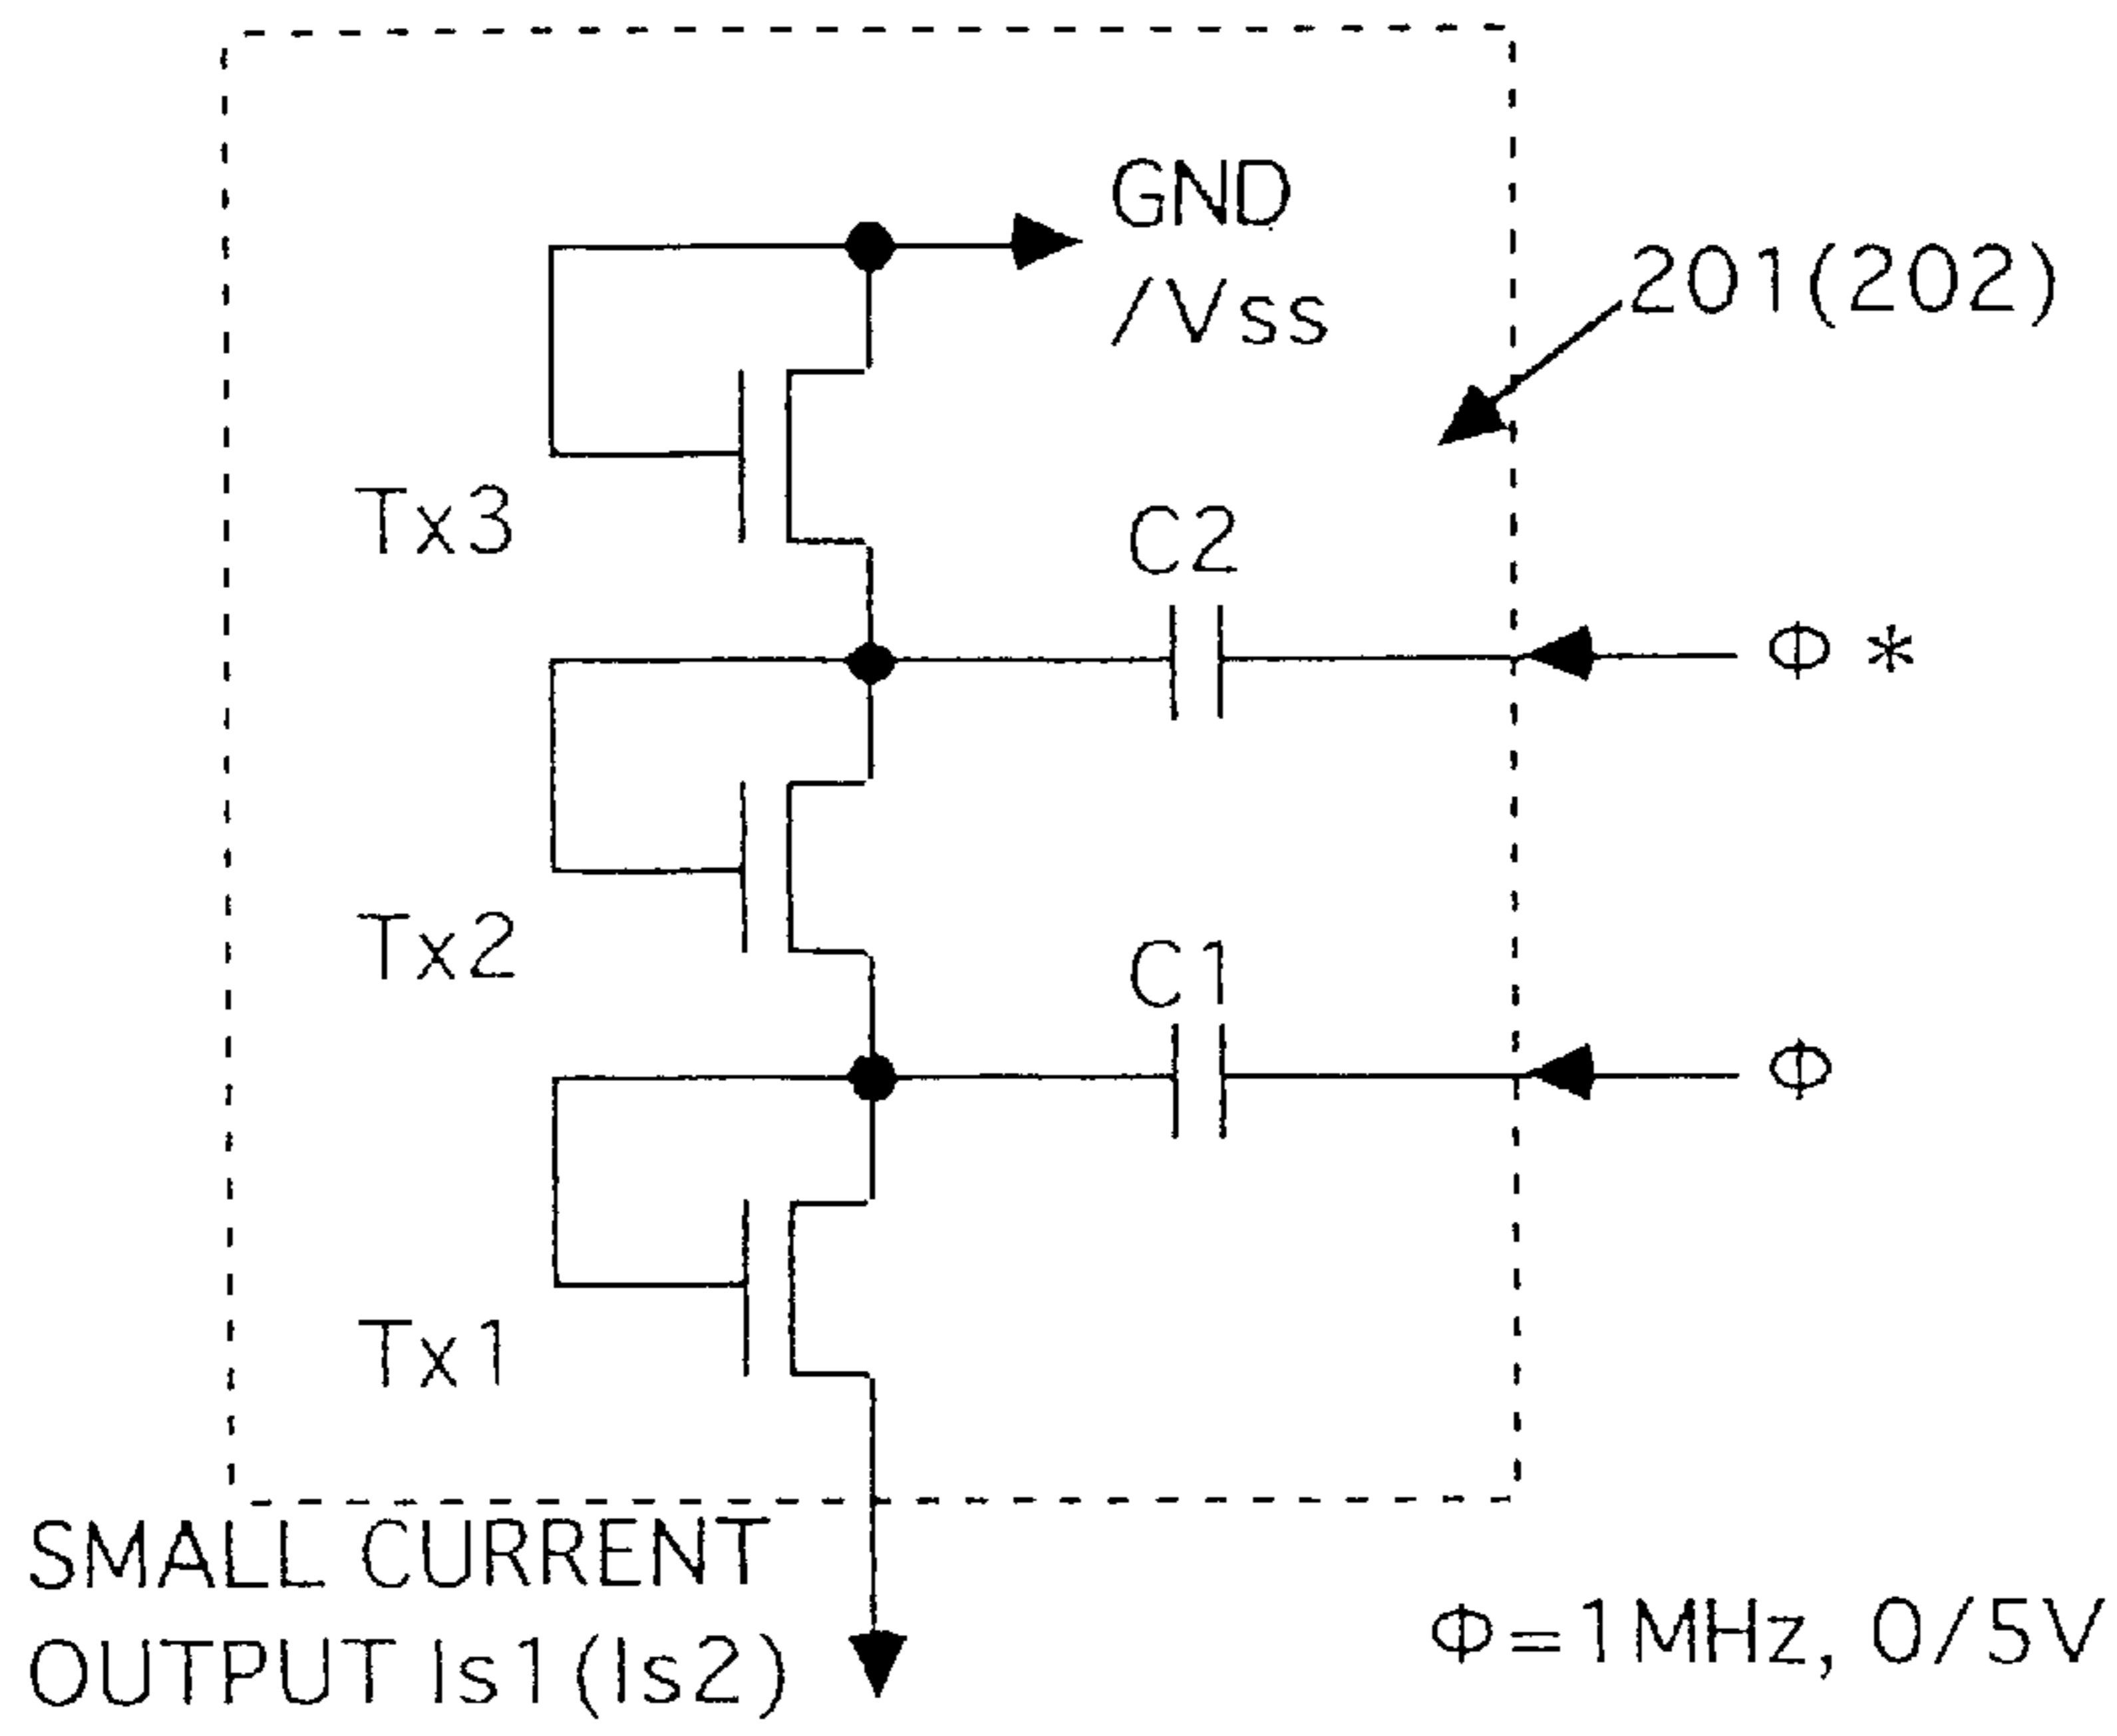 GND
/Vss
201(202)
Tx3
C2
Φ *
Tx2
C1
Φ
Tx1
SMALL CURRENT
OUTPUT Is1(Is2)
Φ=1MHz, 0/5V